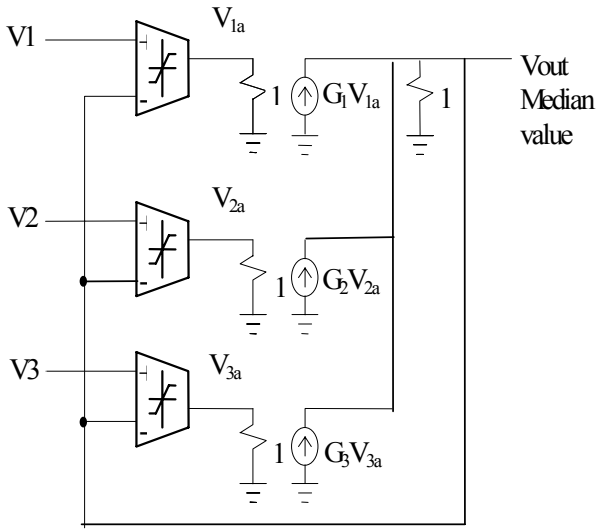 V1
V1a
1
G1V1a
1
Vout
Median
value
V2
V2a
1
G2V2a
V3
V3a
1
G3V3a